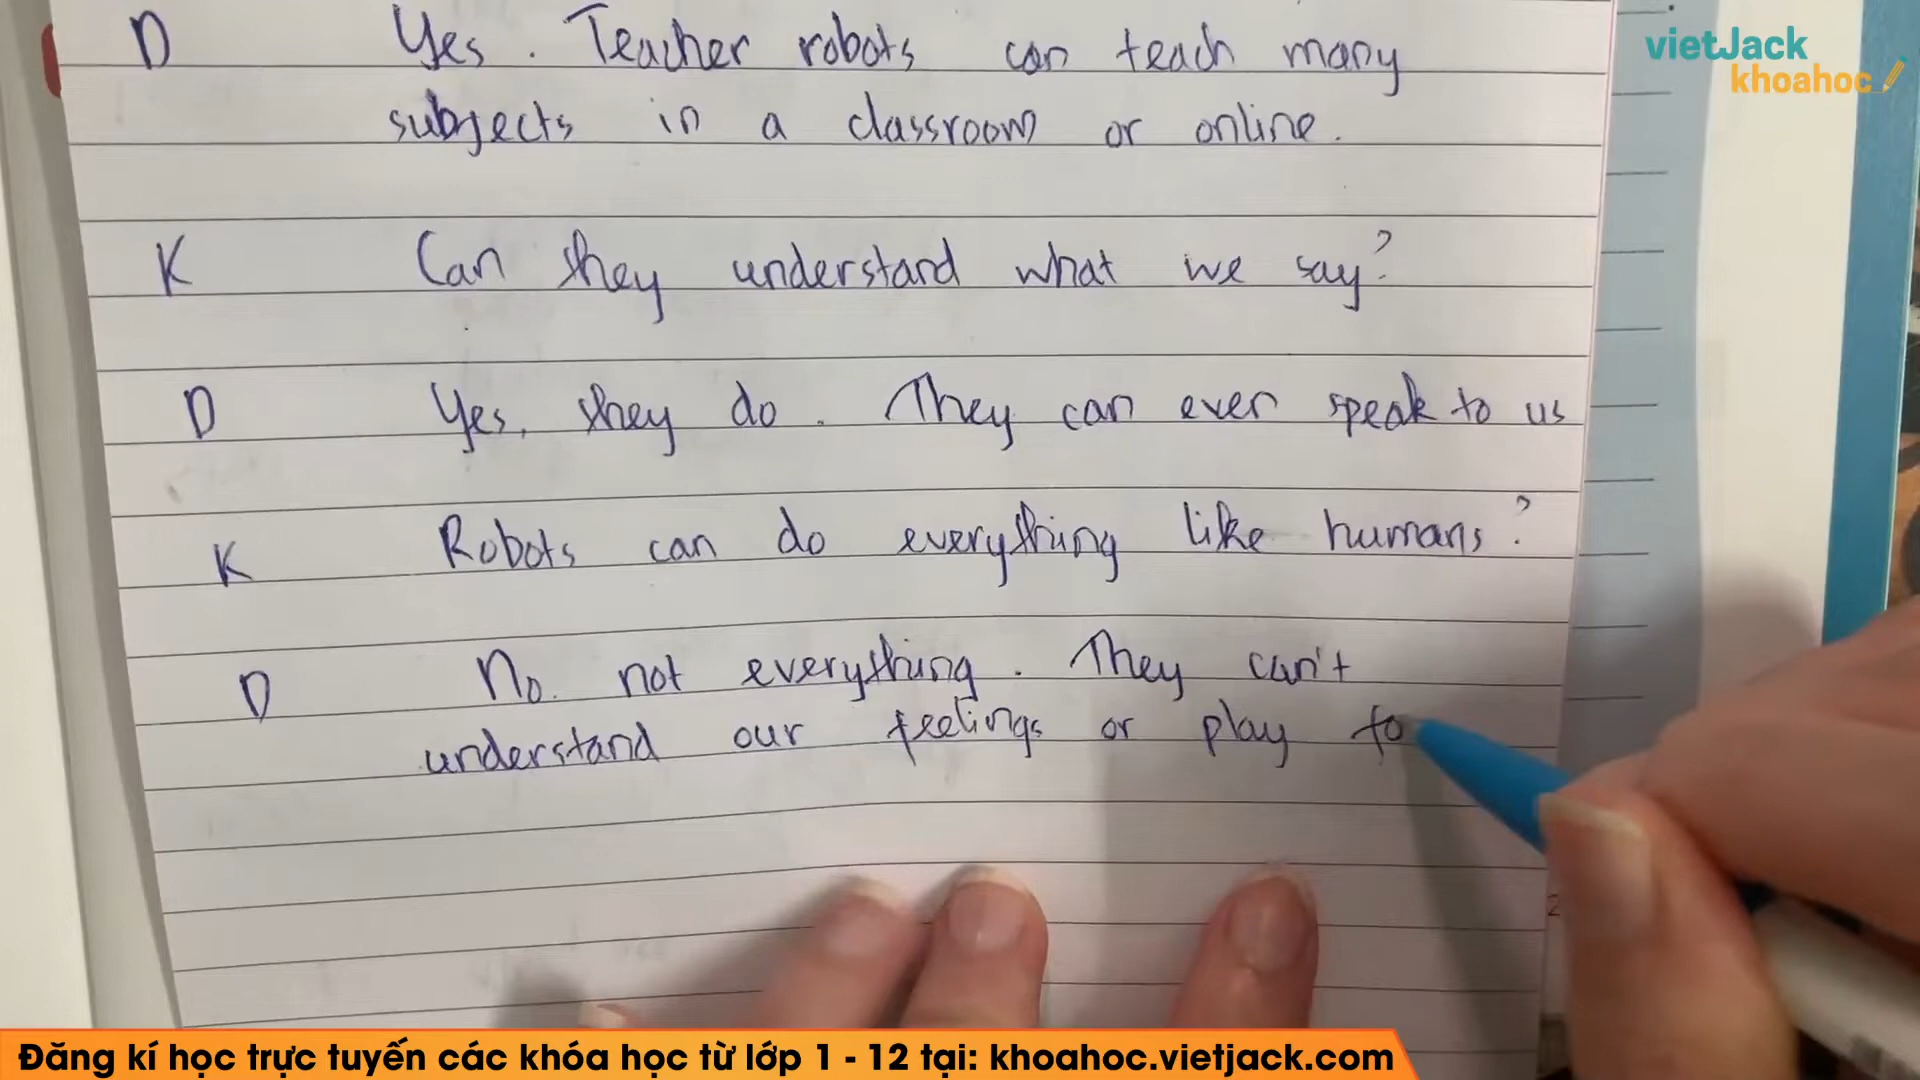 vietJack
khoahoc
D Yes. Teacher robots can teach many
subjects in a classroom or online.
K Can they understand what we say?
D Yes, they do. They can even speak to us
K Robots can do everything like humans?
D No. not everything. They can't
understand our feelings or play fo
2
Đăng kí học trực tuyến các khóa học từ lớp 1 - 12 tại: khoahoc.vietjack.com